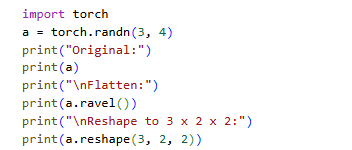 import torch
a = torch.randn(3, 4)
print("Original:")
print(a)
print("\nFlatten:")
print(a.ravel())
print("\nReshape to 3 x 2 x 2:")
print(a.reshape(3, 2, 2))